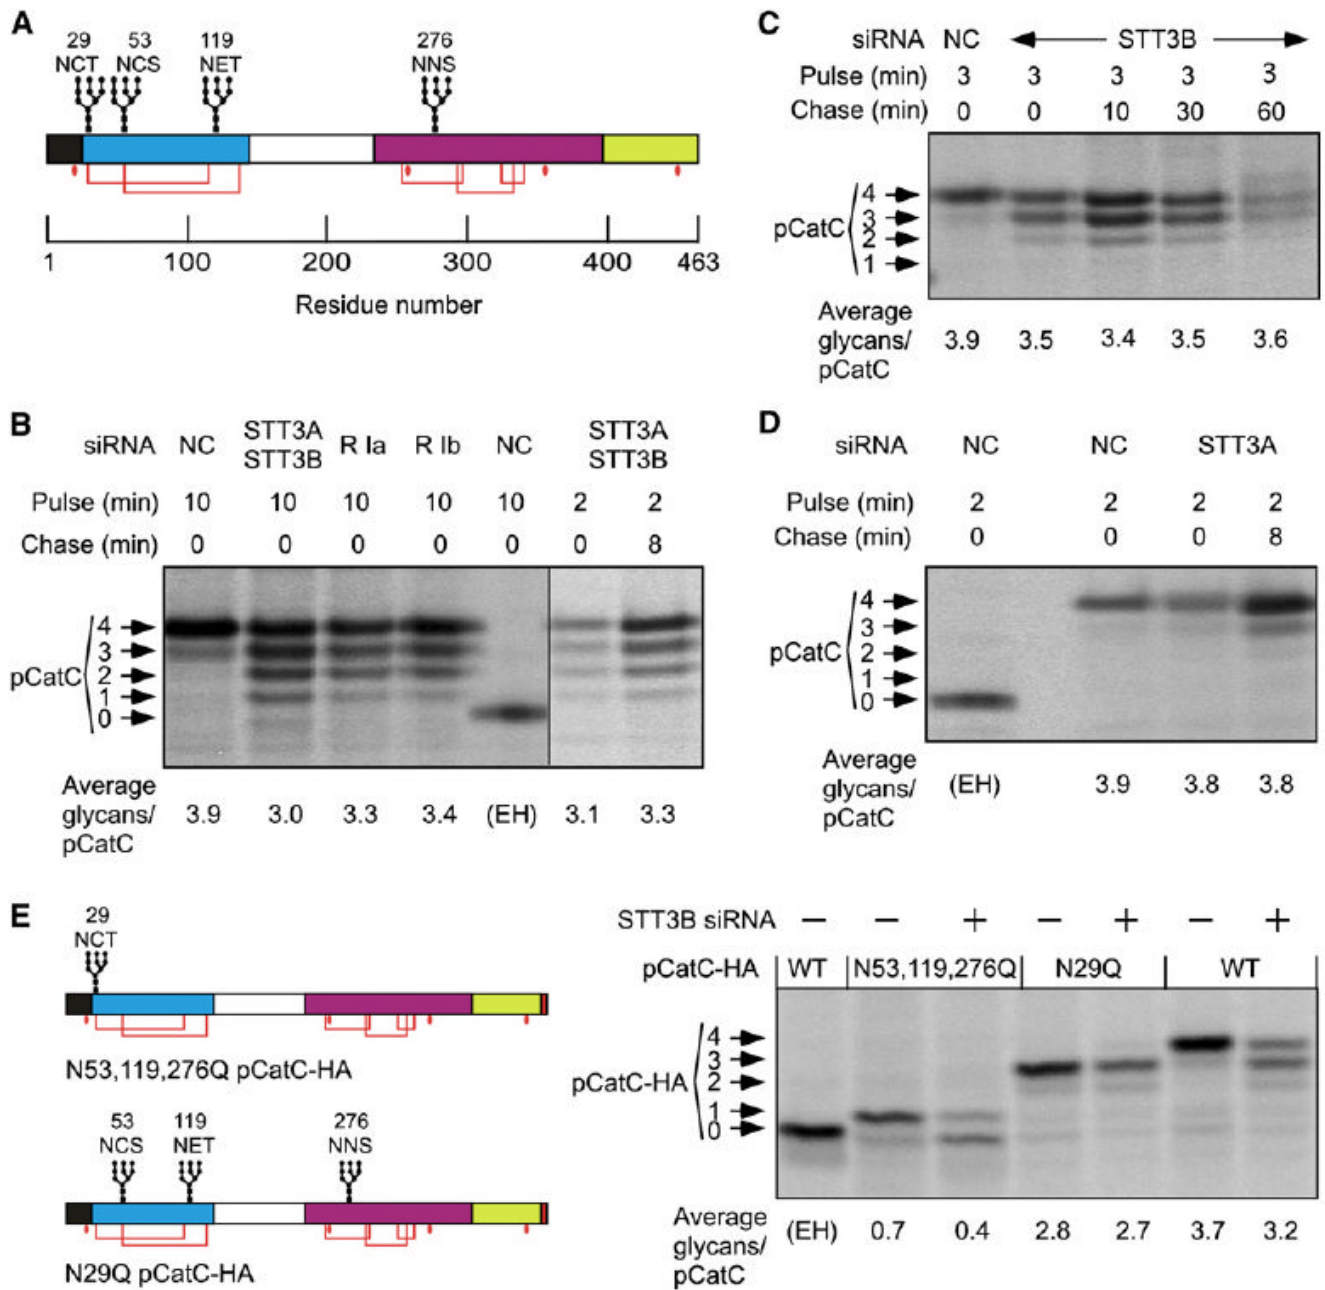 A
29 53 119 276
NCT NCS NET NNS
1 100 200 300 400 463
Residue number
B
siRNA NC STT3A STT3B R Ia R Ib NC STT3A STT3B
Pulse (min) 10 10 10 10 10 2 2
Chase (min) 0 0 0 0 0 0 8
pCatC
4
3
2
1
0
Average glycans/ pCatC 3.9 3.0 3.3 3.4 (EH) 3.1 3.3
C
siRNA NC STT3B
Pulse (min) 3 3 3 3 3
Chase (min) 0 0 10 30 60
pCatC
4
3
2
1
Average glycans/ pCatC 3.9 3.5 3.4 3.5 3.6
D
siRNA NC NC STT3A
Pulse (min) 2 2 2 2
Chase (min) 0 0 0 8
pCatC
4
3
2
1
0
Average glycans/ pCatC (EH) 3.9 3.8 3.8
E
29
NCT
N53,119,276Q pCatC-HA
53 119 276
NCS NET NNS
N29Q pCatC-HA
STT3B siRNA − − + − + − +
pCatC-HA WT N53,119,276Q N29Q WT
pCatC-HA
4
3
2
1
0
Average glycans/ pCatC (EH) 0.7 0.4 2.8 2.7 3.7 3.2